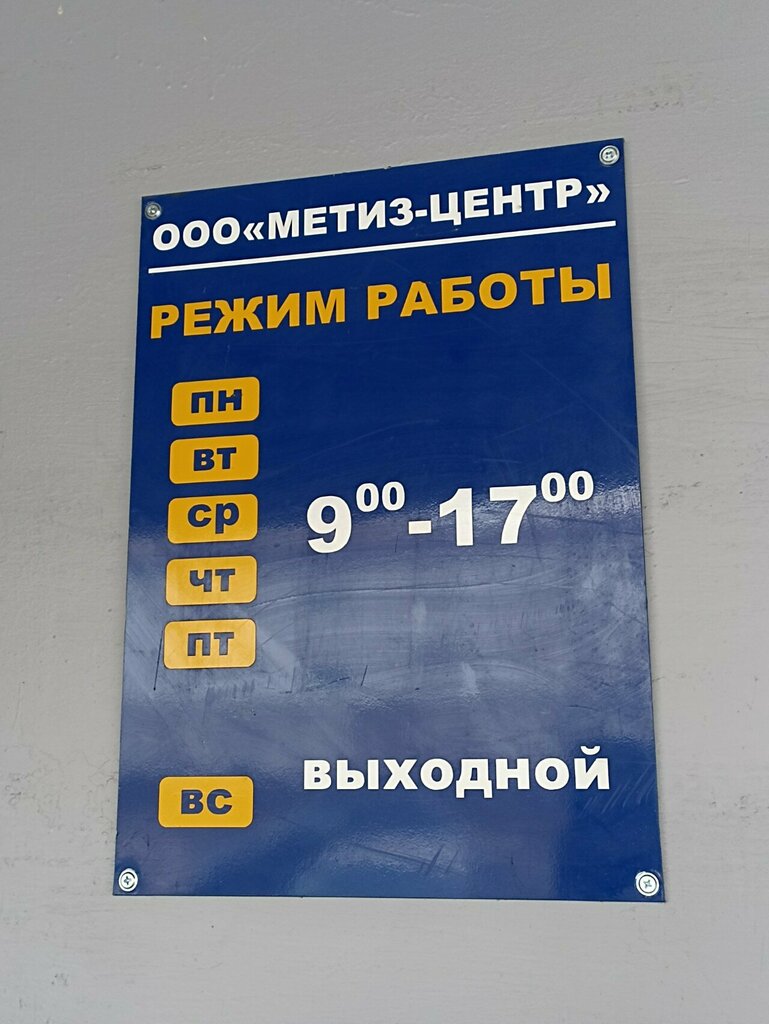 ООО«МЕТИЗ-ЦЕНТР»
РЕЖИМ РАБОТЫ
пн
вт
ср
9⁰⁰-17⁰⁰
чт
пт
вс
выходной